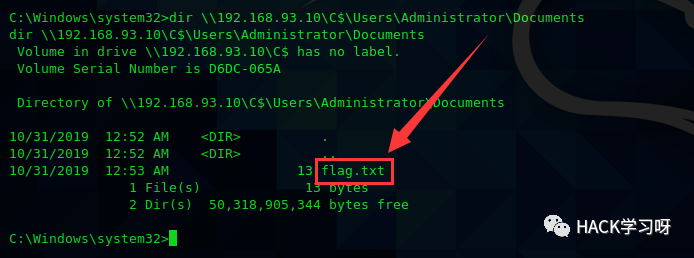 C:\Windows\system32>dir \\192.168.93.10\C$\Users\Administrator\Documents
dir \\192.168.93.10\C$\Users\Administrator\Documents
 Volume in drive \\192.168.93.10\C$ has no label.
 Volume Serial Number is D6DC-065A
 Directory of \\192.168.93.10\C$\Users\Administrator\Documents
10/31/2019  12:52 AM    <DIR>          .
10/31/2019  12:52 AM    <DIR>          ..
10/31/2019  12:53 AM                13 flag.txt
               1 File(s)             13 bytes
               2 Dir(s)  50,318,905,344 bytes free
C:\Windows\system32>
HACK学习呀